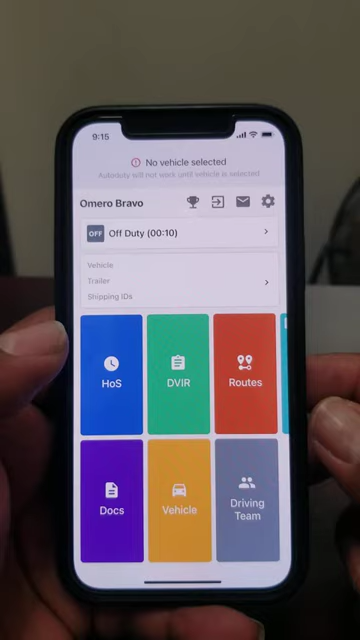 9:15
No vehicle selected
Autoduty will not work until vehicle is selected
Omero Bravo
OFF
Off Duty (00:10)
Vehicle
Trailer
Shipping IDs
HoS
DVIR
Routes
Docs
Vehicle
Driving
Team